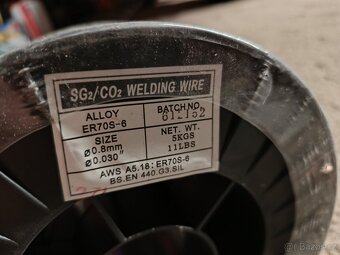 SG2/CO2 WELDING WIRE
ALLOY
ER70S-6
BATCH NO.
612152
SIZE
ø0.8mm
ø0.030"
NET. WT.
5KGS
11LBS
AWS A5.18:ER70S-6
BS.EN 440.G3.SIL